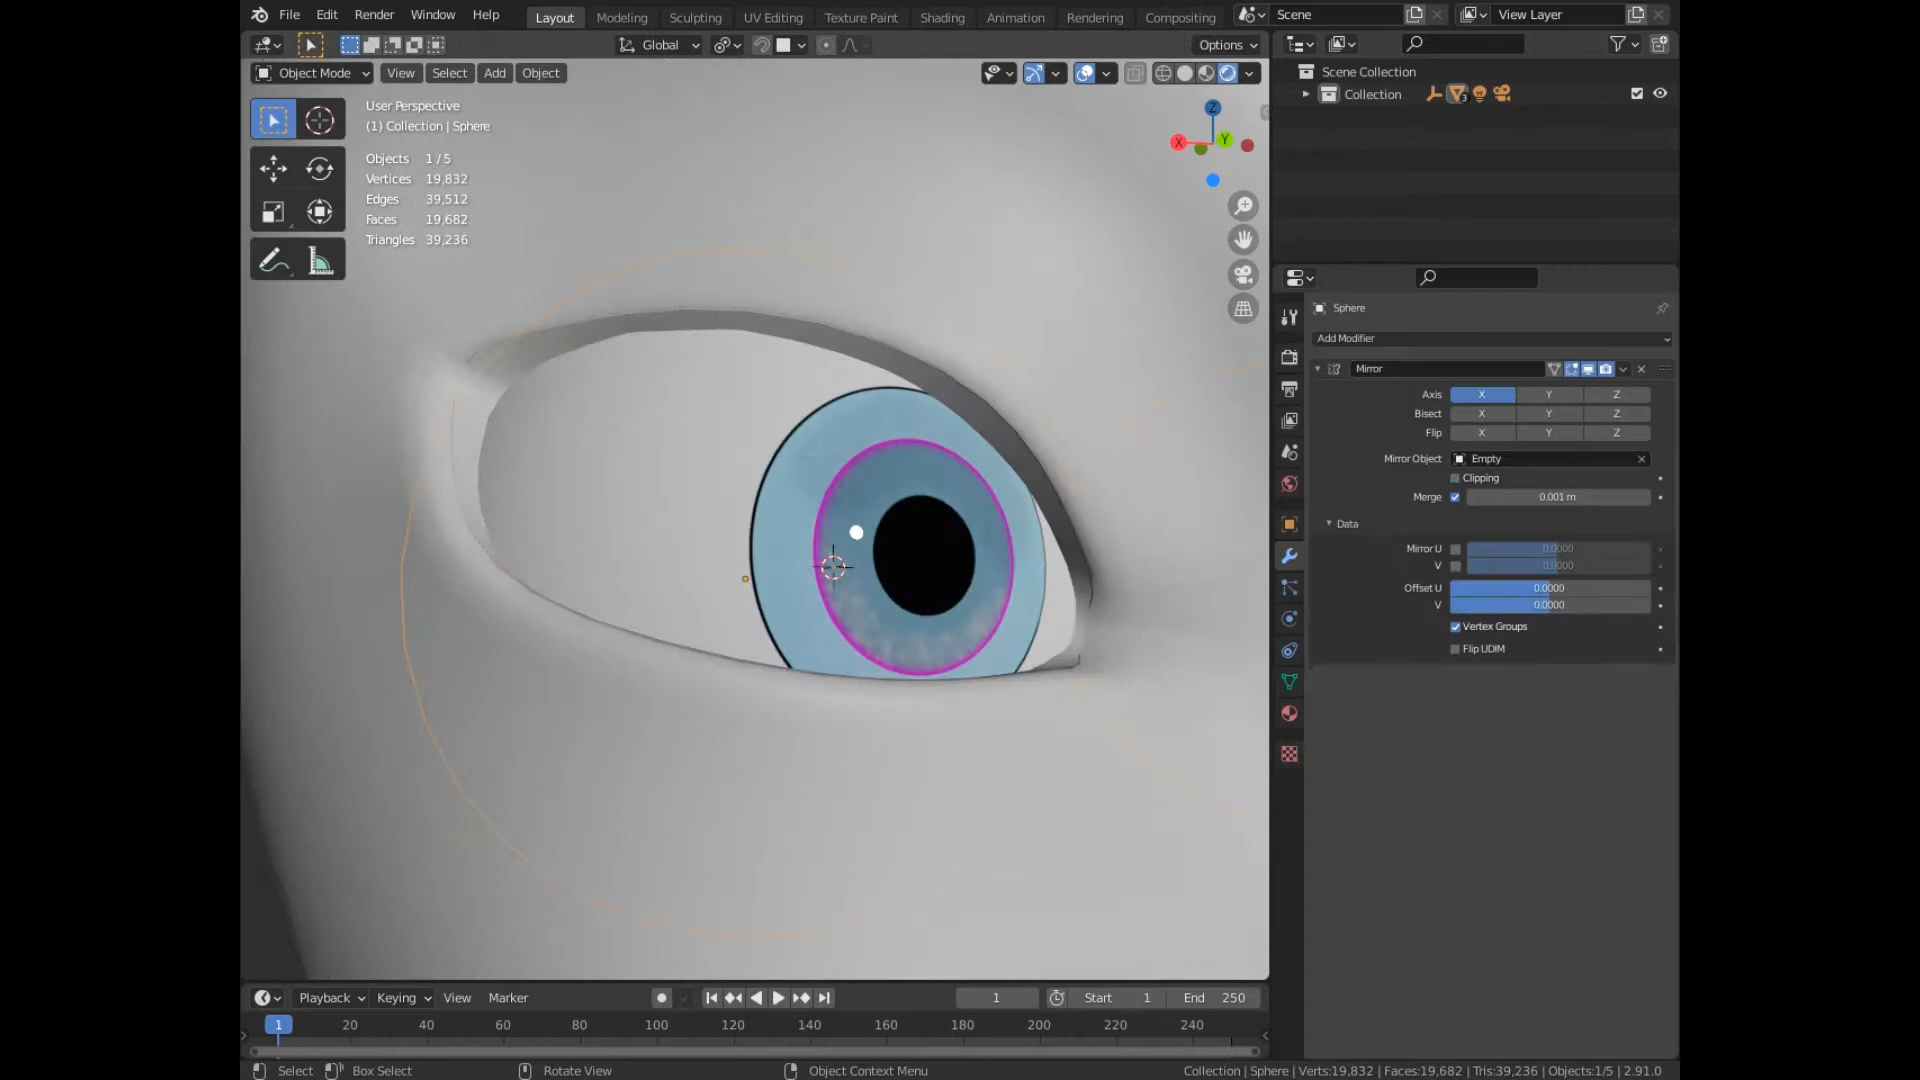 File Edit Render Window Help
Layout Modeling Sculpting UV Editing Texture Paint Shading Animation Rendering Compositing
Scene View Layer
Global Options
Object Mode View Select Add Object
User Perspective
(1) Collection | Sphere
Objects 1 / 5
Vertices 19,832
Edges 39,512
Faces 19,682
Triangles 39,236
Z
X
Y
Scene Collection
Collection 3
Sphere
Add Modifier
Mirror
Axis X Y Z
Bisect X Y Z
Flip X Y Z
Mirror Object Empty
Clipping
Merge 0.001 m
Data
Mirror U 0.0000
V 0.0000
Offset U 0.0000
V 0.0000
Vertex Groups
Flip UDIM
Playback Keying View Marker
1 Start 1 End 250
1 20 40 60 80 100 120 140 160 180 200 220 240
Select Box Select Rotate View Object Context Menu
Collection | Sphere | Verts:19,832 | Faces:19,682 | Tris:39,236 | Objects:1/5 | 2.91.0